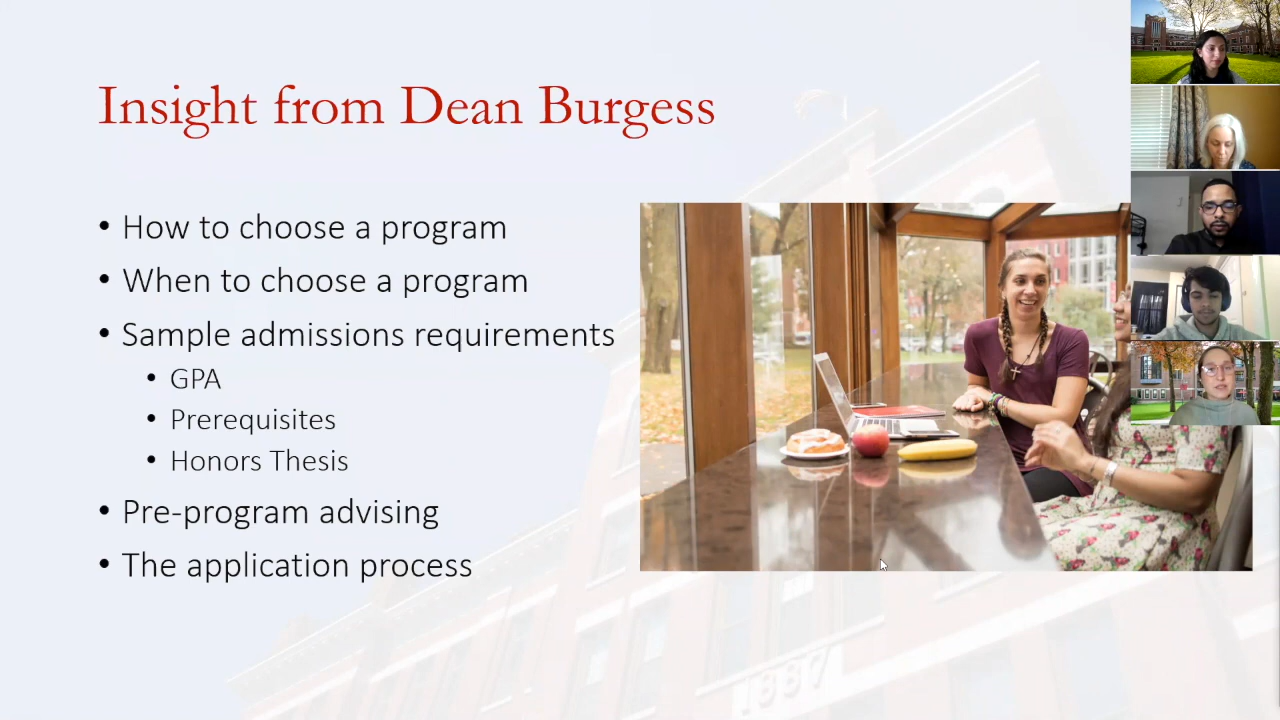 Insight from Dean Burgess
• How to choose a program
• When to choose a program
• Sample admissions requirements
• GPA
• Prerequisites
• Honors Thesis
• Pre-program advising
• The application process
1887